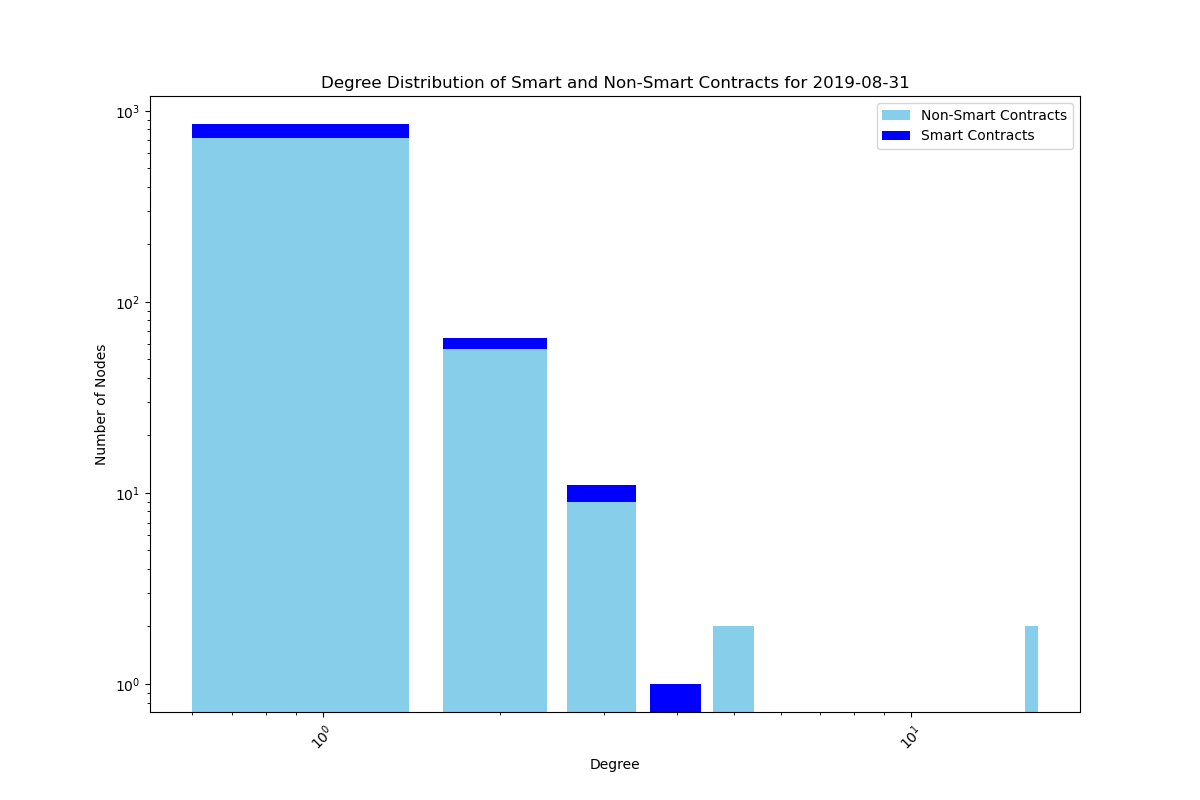 Degree Distribution of Smart and Non-Smart Contracts for 2019-08-31
Non-Smart Contracts
Smart Contracts
10³
10²
10¹
10⁰
Number of Nodes
10⁰
10¹
Degree